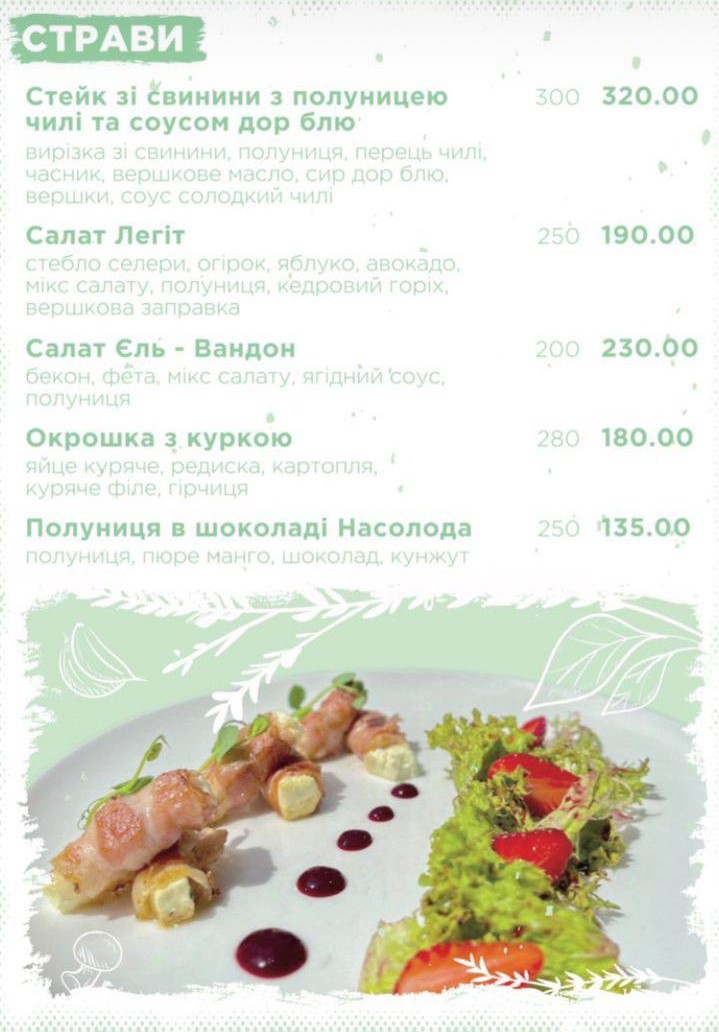 СТРАВИ
Стейк зі свинини з полуницею 300 320.00
чилі та соусом дор блю
вирізка зі свинини, полуниця, перець чилі,
часник, вершкове масло, сир дор блю,
вершки, соус солодкий чилі
Салат Легіт 250 190.00
стебло селери, огірок, яблуко, авокадо,
мікс салату, полуниця, кедровий горіх,
вершкова заправка
Салат Єль - Вандон 200 230.00
бекон, фета, мікс салату, ягідний соус,
полуниця
Окрошка з куркою 280 180.00
яйце куряче, редиска, картопля,
куряче філе, гірчиця
Полуниця в шоколаді Насолода 250 135.00
полуниця, пюре манго, шоколад, кунжут